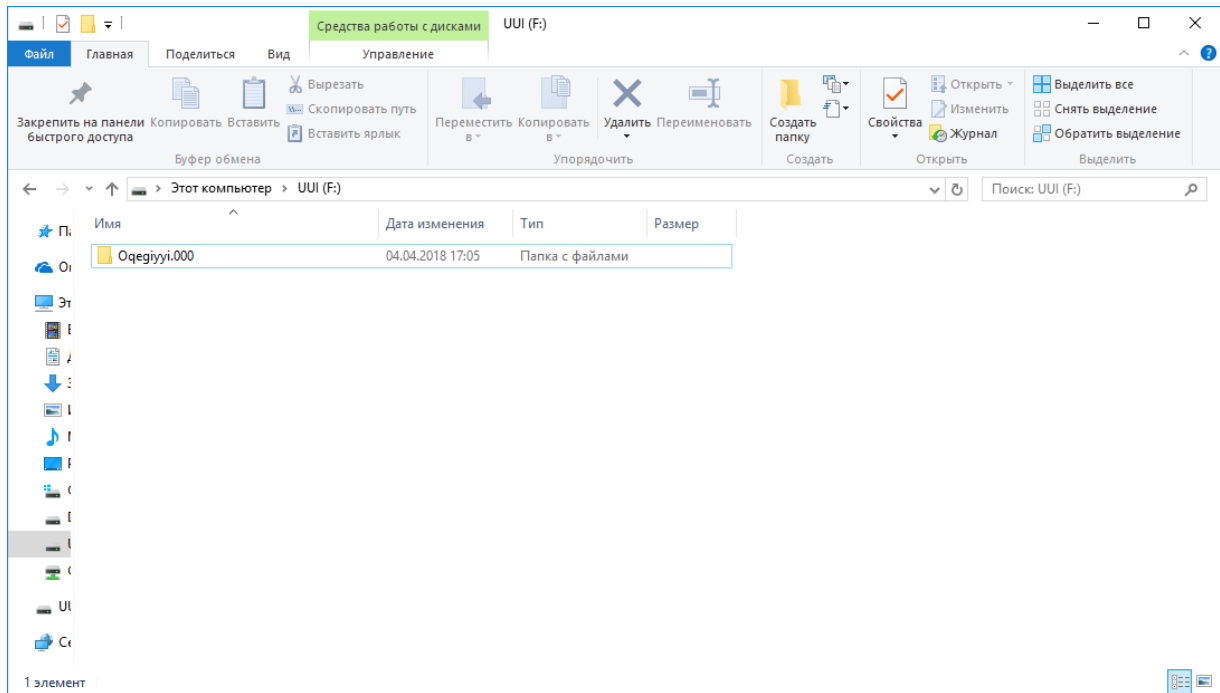 Средства работы с дисками UUI (F:)
Файл Главная Поделиться Вид Управление
Закрепить на панели быстрого доступа
Копировать
Вставить
Вырезать
Скопировать путь
Вставить ярлык
Буфер обмена
Переместить в
Копировать в
Удалить
Переименовать
Упорядочить
Создать папку
Создать
Свойства
Открыть
Изменить
Журнал
Открыть
Выделить все
Снять выделение
Обратить выделение
Выделить
Этот компьютер UUI (F:)
Поиск: UUI (F:)
Имя Дата изменения Тип Размер
Oqegiyyi.000 04.04.2018 17:05 Папка с файлами
1 элемент